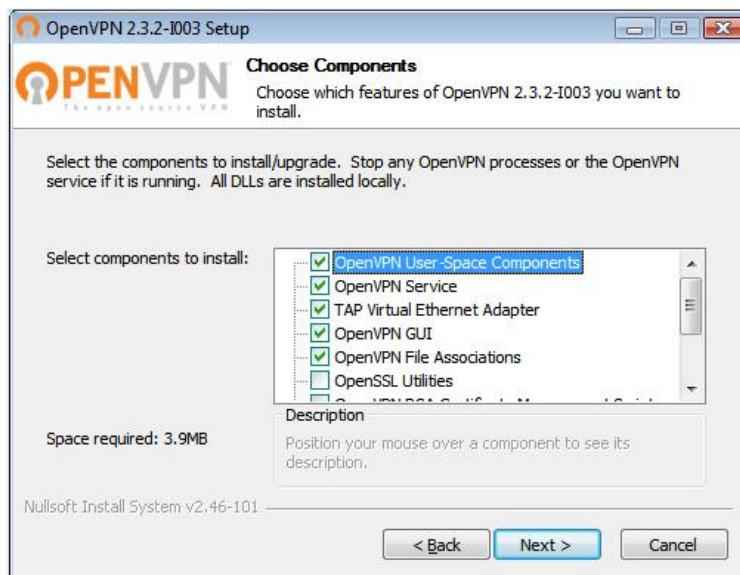 OpenVPN 2.3.2-I003 Setup
OPENVPN
The open source VPN
Choose Components
Choose which features of OpenVPN 2.3.2-I003 you want to
install.
Select the components to install/upgrade.  Stop any OpenVPN processes or the OpenVPN
service if it is running.  All DLLs are installed locally.
Select components to install:
OpenVPN User-Space Components
OpenVPN Service
TAP Virtual Ethernet Adapter
OpenVPN GUI
OpenVPN File Associations
OpenSSL Utilities
Space required: 3.9MB
Description
Position your mouse over a component to see its
description.
Nullsoft Install System v2.46-101
< Back
Next >
Cancel